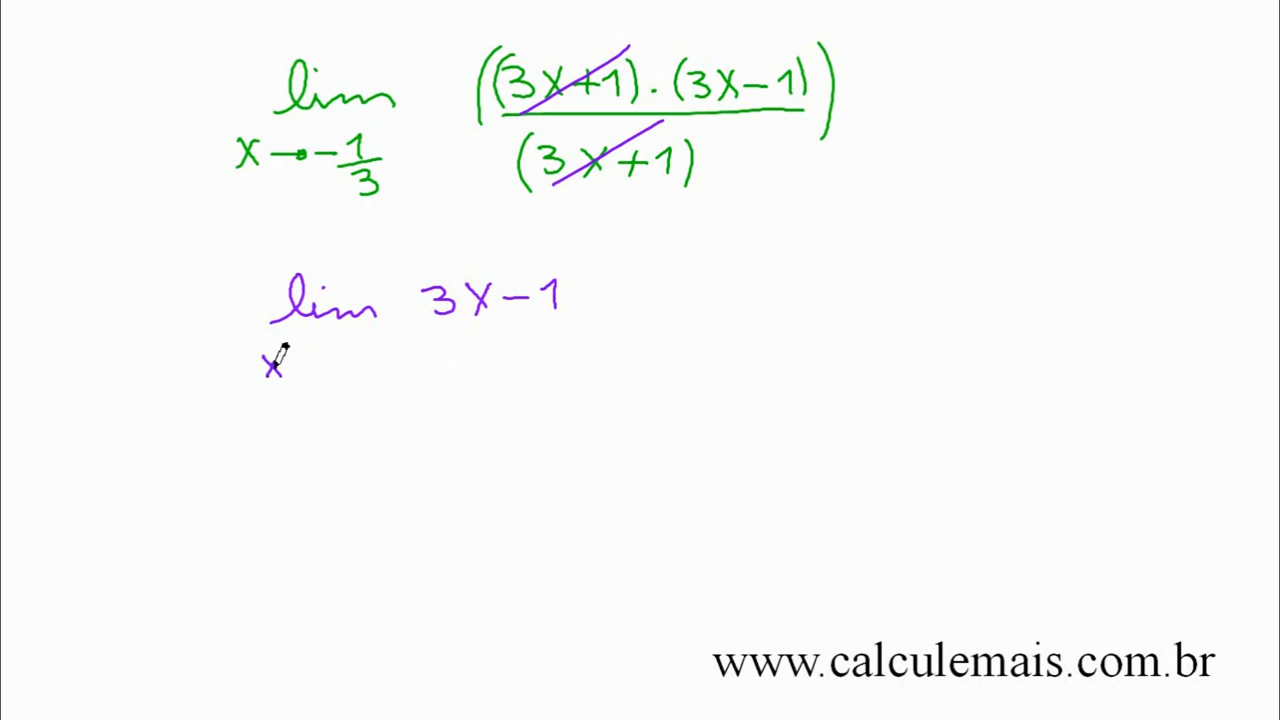 lim ((3x+1).(3x-1))
x→-1/3 (3x+1)
lim 3x-1
x
www.calculemais.com.br